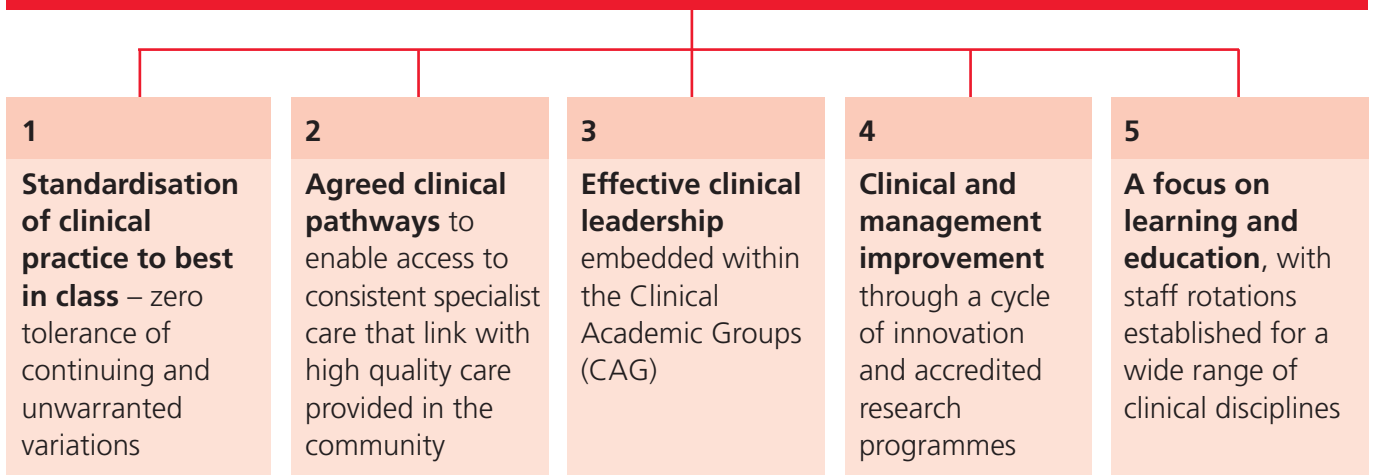 1
Standardisation
of clinical
practice to best
in class – zero
tolerance of
continuing and
unwarranted
variations
2
Agreed clinical
pathways to
enable access to
consistent specialist
care that link with
high quality care
provided in the
community
3
Effective clinical
leadership
embedded within
the Clinical
Academic Groups
(CAG)
4
Clinical and
management
improvement
through a cycle
of innovation
and accredited
research
programmes
5
A focus on
learning and
education, with
staff rotations
established for a
wide range of
clinical disciplines